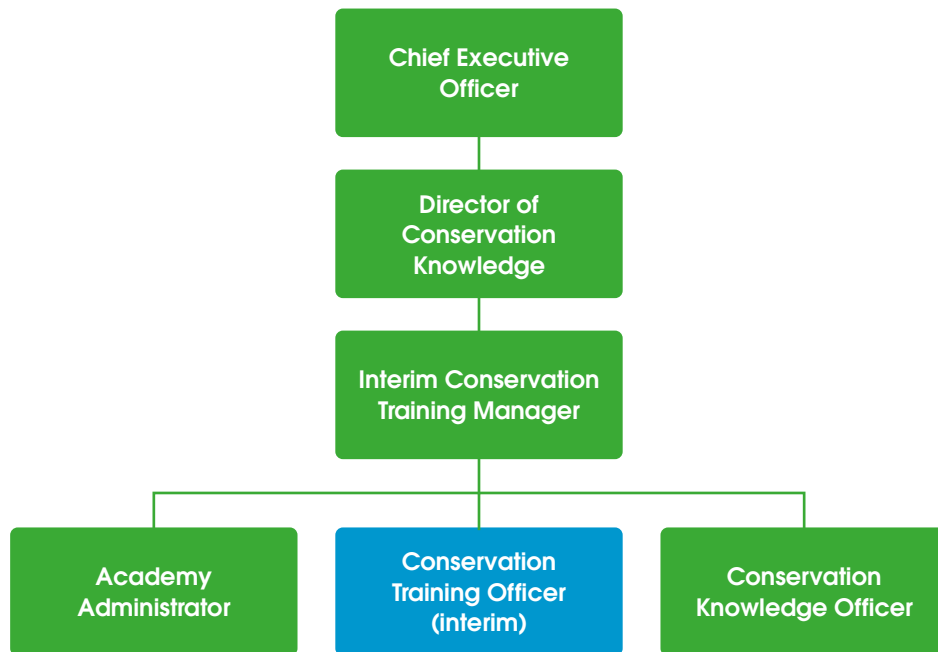 Chief Executive
Officer
Director of
Conservation
Knowledge
Interim Conservation
Training Manager
Academy
Administrator
Conservation
Training Officer
(interim)
Conservation
Knowledge Officer